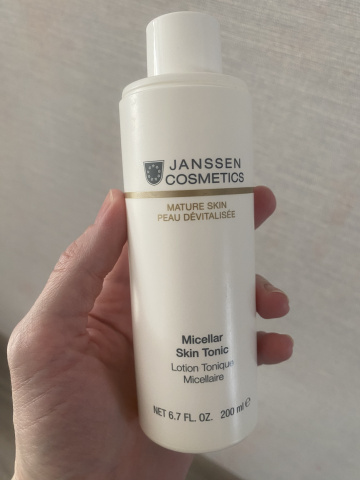 JANSSEN
COSMETICS
MATURE SKIN
PEAU DÉVITALISÉE
Micellar
Skin Tonic
Lotion Tonique
Micellaire
NET 6.7 FL. OZ. 200 ml ℮